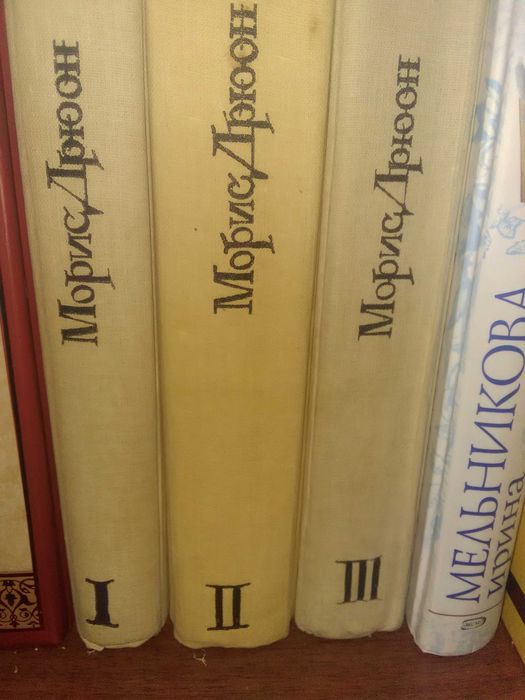 Морис Дрюон
I
Морис Дрюон
II
Морис Дрюон
III
МЕЛЬНИКОВА
ИРИНА